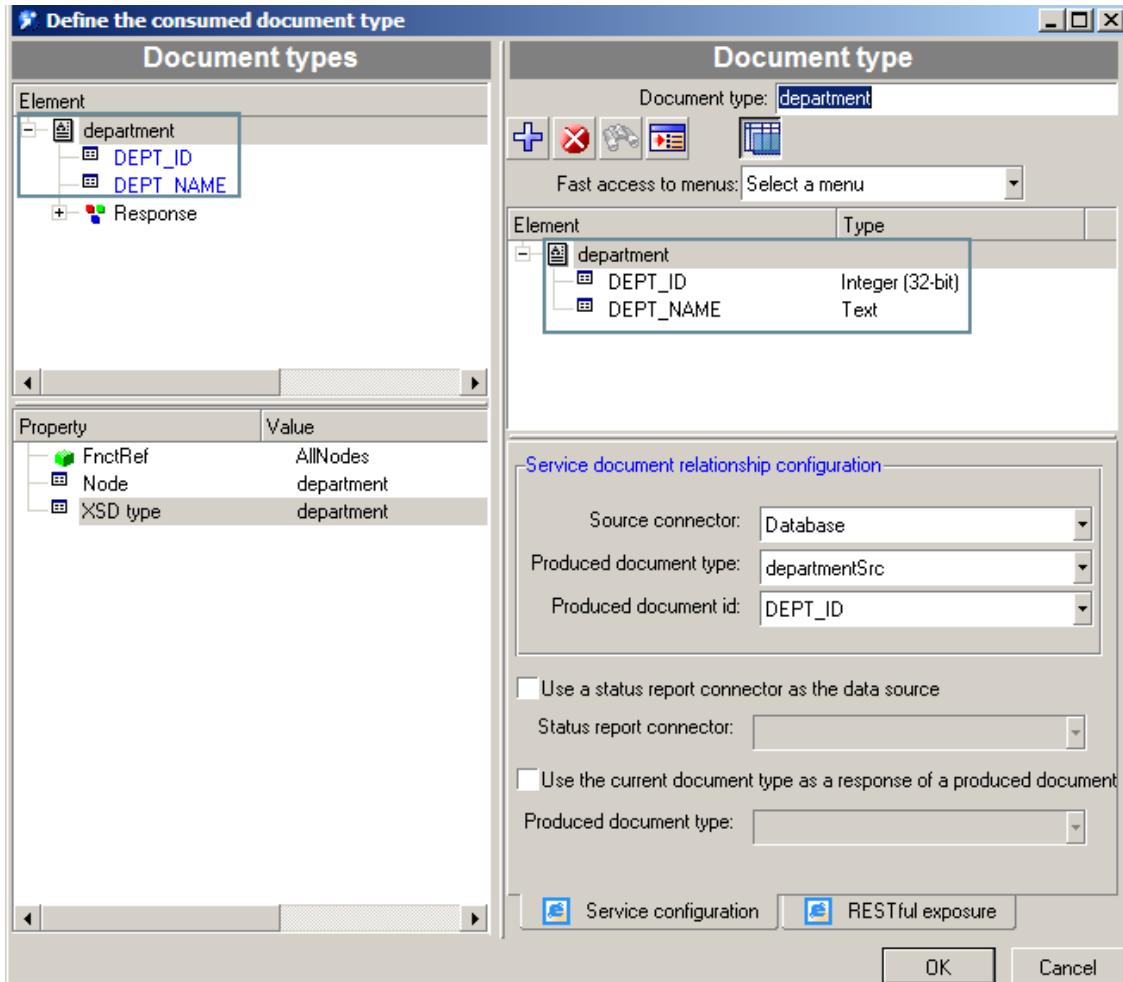 Define the consumed document type
Document types
Element
department
DEPT_ID
DEPT_NAME
Response
Property Value
FnctRef AllNodes
Node department
XSD type department
Document type
Document type: department
Fast access to menus: Select a menu
Element Type
department
DEPT_ID Integer (32-bit)
DEPT_NAME Text
Service document relationship configuration
Source connector: Database
Produced document type: departmentSrc
Produced document id: DEPT_ID
Use a status report connector as the data source
Status report connector:
Use the current document type as a response of a produced document
Produced document type:
Service configuration RESTful exposure
OK Cancel